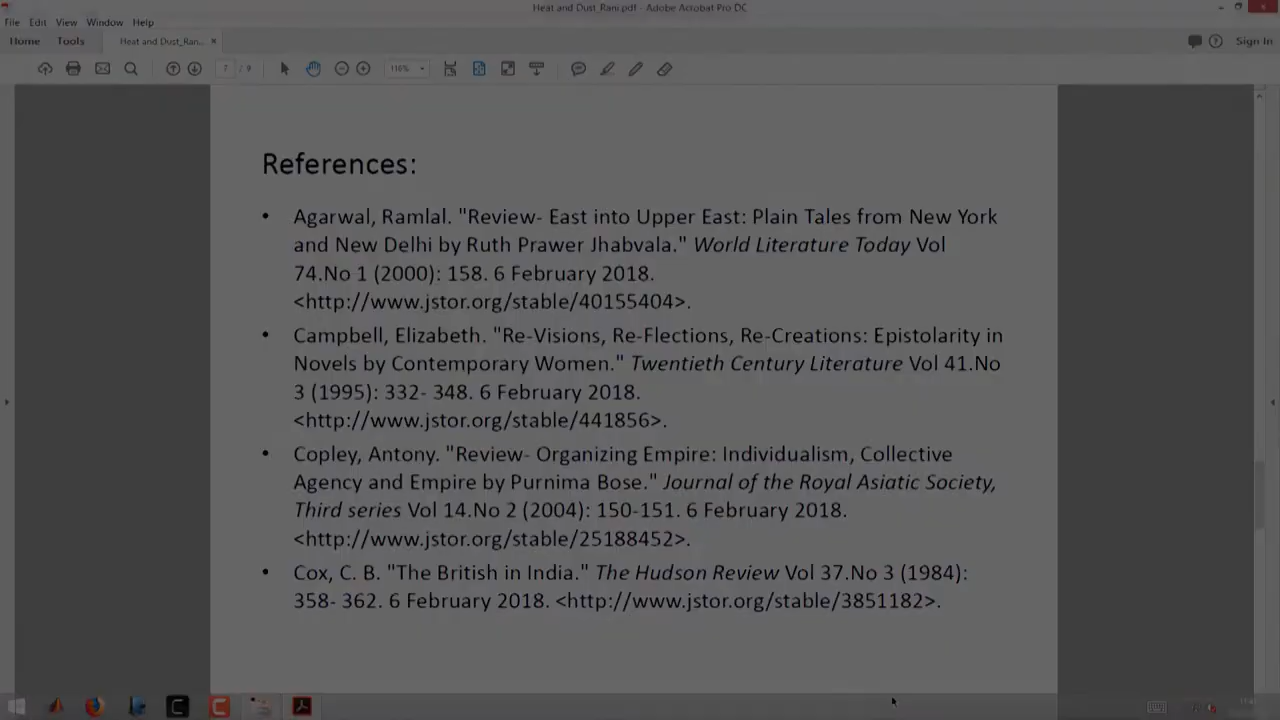 Heat and Dust_Rani.pdf - Adobe Acrobat Pro DC
File Edit View Window Help
Home Tools Heat and Dust_Ran... × Sign In
7 / 9 116%
References:
• Agarwal, Ramlal. "Review- East into Upper East: Plain Tales from New York
and New Delhi by Ruth Prawer Jhabvala." World Literature Today Vol
74.No 1 (2000): 158. 6 February 2018.
<http://www.jstor.org/stable/40155404>.
• Campbell, Elizabeth. "Re-Visions, Re-Flections, Re-Creations: Epistolarity in
Novels by Contemporary Women." Twentieth Century Literature Vol 41.No
3 (1995): 332- 348. 6 February 2018.
<http://www.jstor.org/stable/441856>.
• Copley, Antony. "Review- Organizing Empire: Individualism, Collective
Agency and Empire by Purnima Bose." Journal of the Royal Asiatic Society,
Third series Vol 14.No 2 (2004): 150-151. 6 February 2018.
<http://www.jstor.org/stable/25188452>.
• Cox, C. B. "The British in India." The Hudson Review Vol 37.No 3 (1984):
358- 362. 6 February 2018. <http://www.jstor.org/stable/3851182>.